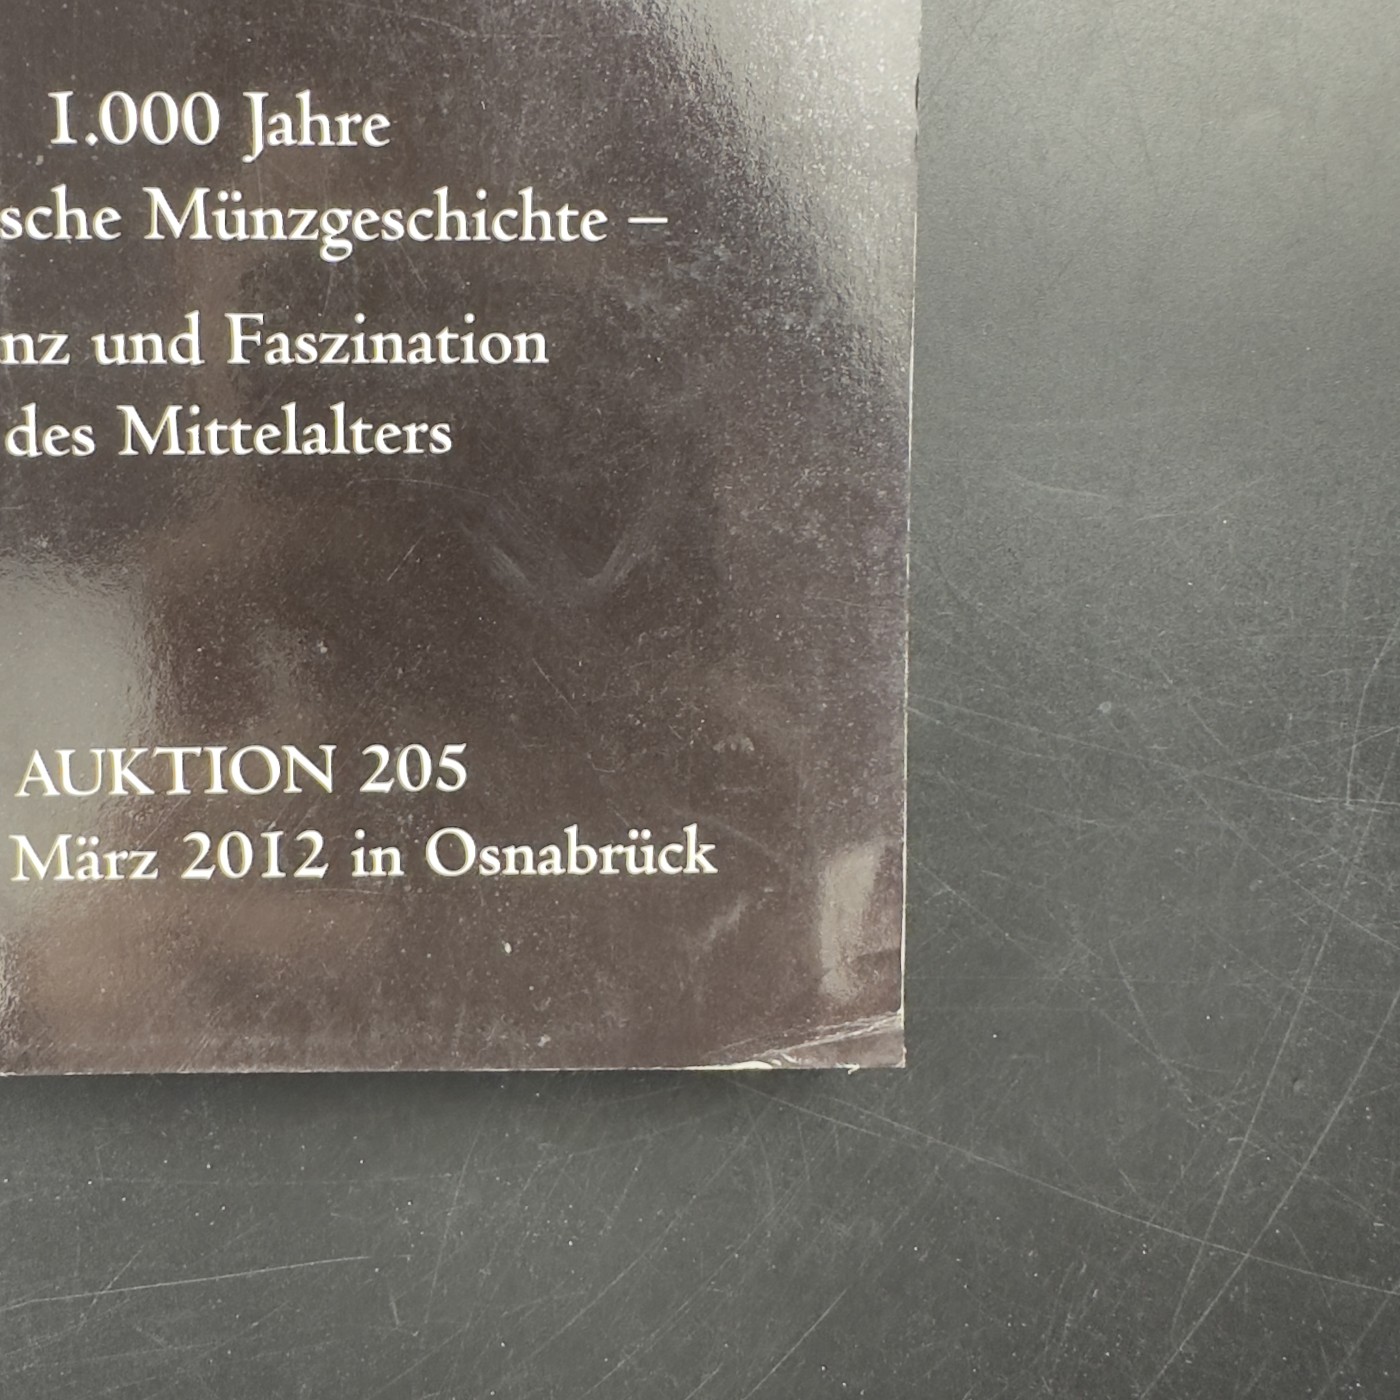 1.000 Jahre
sche Münzgeschichte –
nz und Faszination
des Mittelalters
AUKTION 205
März 2012 in Osnabrück